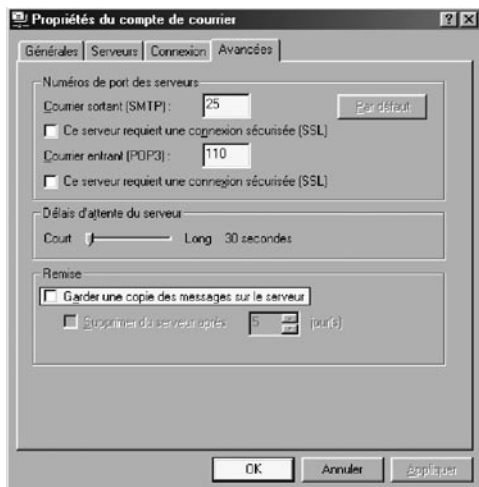 Propriétés du compte de courrier
Générales Serveurs Connexion Avancées
Numéros de port des serveurs
Courrier sortant (SMTP) : 25 Par défaut
Ce serveur requiert une connexion sécurisée (SSL)
Courrier entrant (POP3) : 110
Ce serveur requiert une connexion sécurisée (SSL)
Délais d'attente du serveur
Court Long 30 secondes
Remise
Garder une copie des messages sur le serveur
Supprimer du serveur après 5 jour(s)
OK Annuler Appliquer